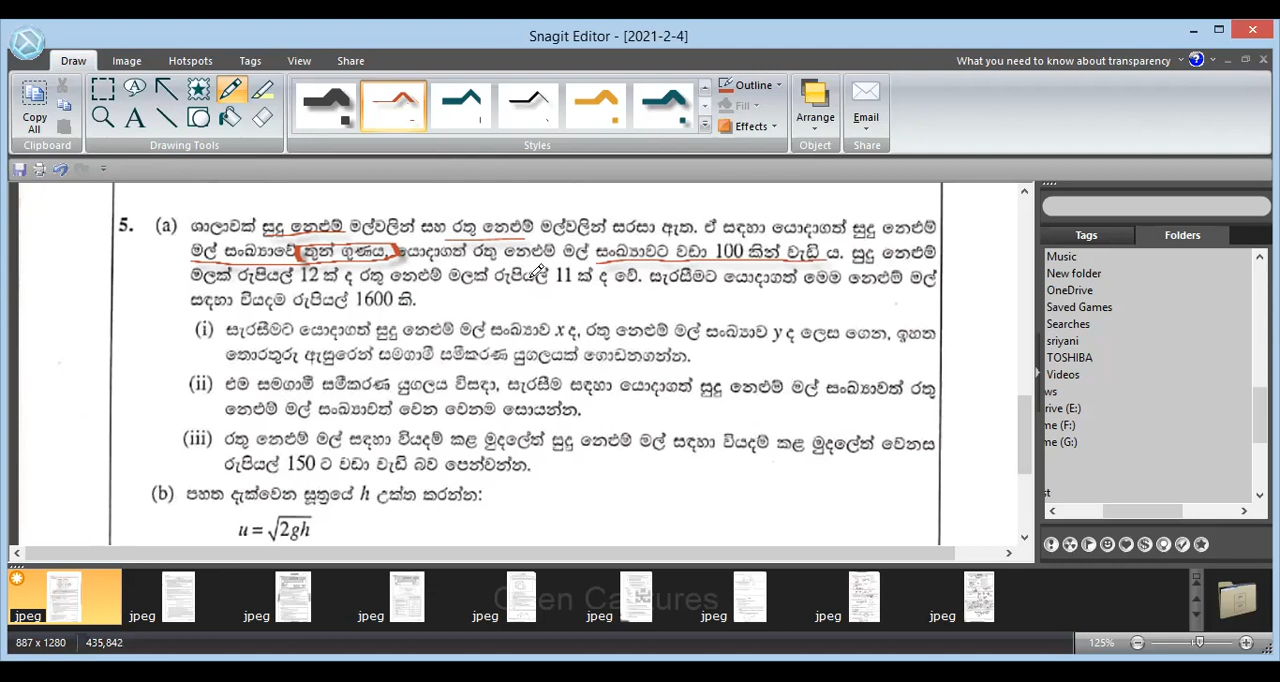 Snagit Editor - [2021-2-4]
Draw Image Hotspots Tags View Share
What you need to know about transparency
Copy All
Outline
Fill
Effects
Arrange
Email
Clipboard Drawing Tools Styles Object Share
5. (a) ශාලාවක් සුදු නෙළුම් මල්වලින් සහ රතු නෙළුම් මල්වලින් සරසා ඇත. ඒ සඳහා යොදාගත් සුදු නෙළුම්
මල් සංඛ්‍යාවේ තුන් ගුණය, යොදාගත් රතු නෙළුම් මල් සංඛ්‍යාවට වඩා 100 කින් වැඩි ය. සුදු නෙළුම්
මලක් රුපියල් 12 ක් ද රතු නෙළුම් මලක් රුපියල් 11 ක් ද වේ. සැරසීමට යොදාගත් මෙම නෙළුම් මල්
සඳහා වියදම රුපියල් 1600 කි.
(i) සැරසීමට යොදාගත් සුදු නෙළුම් මල් සංඛ්‍යාව x ද, රතු නෙළුම් මල් සංඛ්‍යාව y ද ලෙස ගෙන, ඉහත
තොරතුරු ඇසුරෙන් සමගාමී සමීකරණ යුගලයක් ගොඩනගන්න.
(ii) එම සමගාමී සමීකරණ යුගලය විසඳා, සැරසීම සඳහා යොදාගත් සුදු නෙළුම් මල් සංඛ්‍යාවත් රතු
නෙළුම් මල් සංඛ්‍යාවත් වෙන වෙනම සොයන්න.
(iii) රතු නෙළුම් මල් සඳහා වියදම් කළ මුදලේත් සුදු නෙළුම් මල් සඳහා වියදම් කළ මුදලේත් වෙනස
රුපියල් 150 ට වඩා වැඩි බව පෙන්වන්න.
(b) පහත දැක්වෙන සූත්‍රයේ h උක්ත කරන්න:
u = √2gh
Tags Folders
Music
New folder
OneDrive
Saved Games
Searches
sriyani
TOSHIBA
Videos
ws
rive (E:)
me (F:)
me (G:)
st
Open Captures
jpeg jpeg jpeg jpeg jpeg jpeg jpeg jpeg jpeg
887 x 1280 435,842 125%